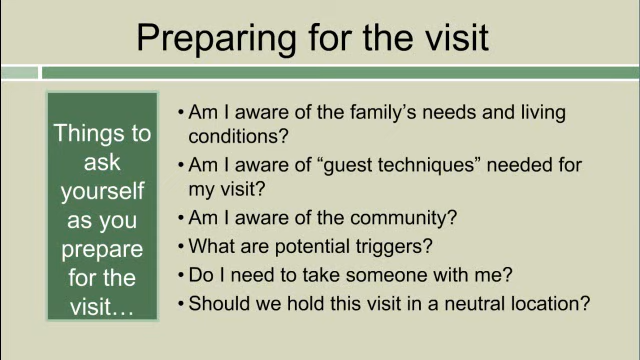 Preparing for the visit
Things to
ask
yourself
as you
prepare
for the
visit…
• Am I aware of the family’s needs and living
conditions?
• Am I aware of “guest techniques” needed for
my visit?
• Am I aware of the community?
• What are potential triggers?
• Do I need to take someone with me?
• Should we hold this visit in a neutral location?